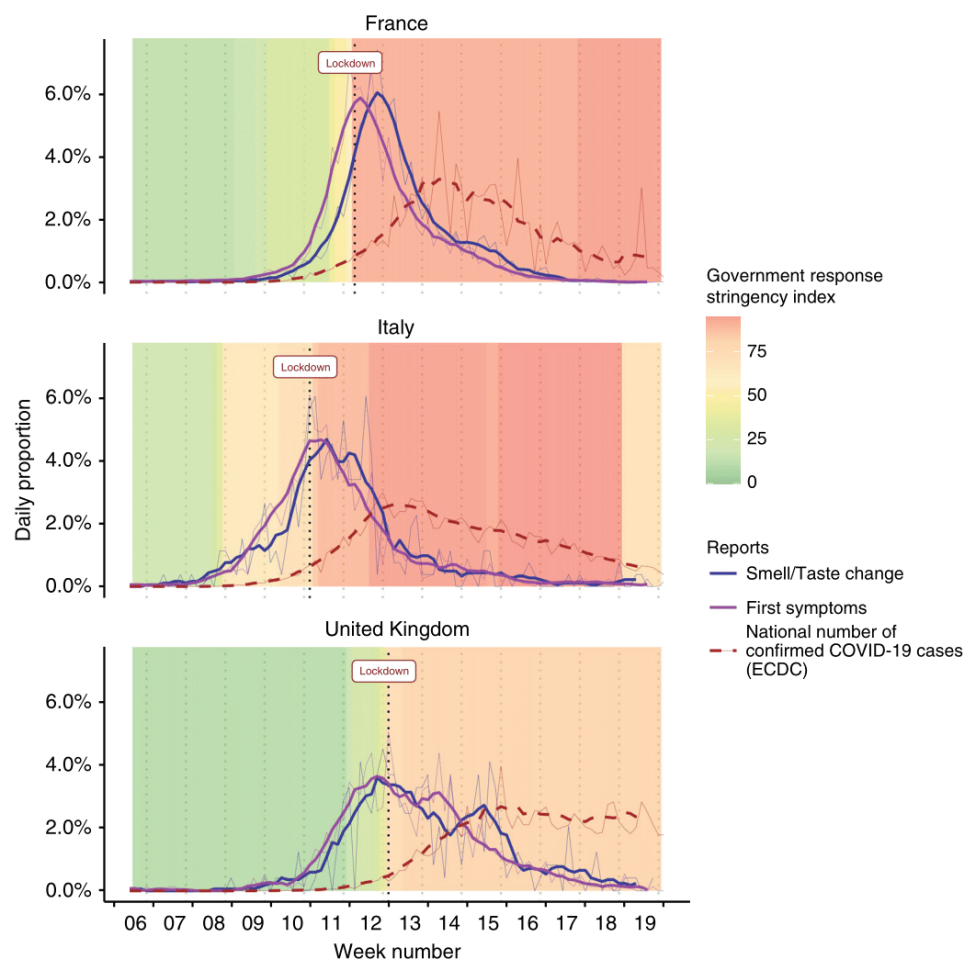 France
Lockdown
6.0%
4.0%
2.0%
0.0%
Italy
Lockdown
6.0%
4.0%
2.0%
0.0%
United Kingdom
Lockdown
6.0%
4.0%
2.0%
0.0%
Daily proportion
06 07 08 09 10 11 12 13 14 15 16 17 18 19
Week number
Government response
stringency index
75
50
25
0
Reports
Smell/Taste change
First symptoms
National number of
confirmed COVID-19 cases
(ECDC)